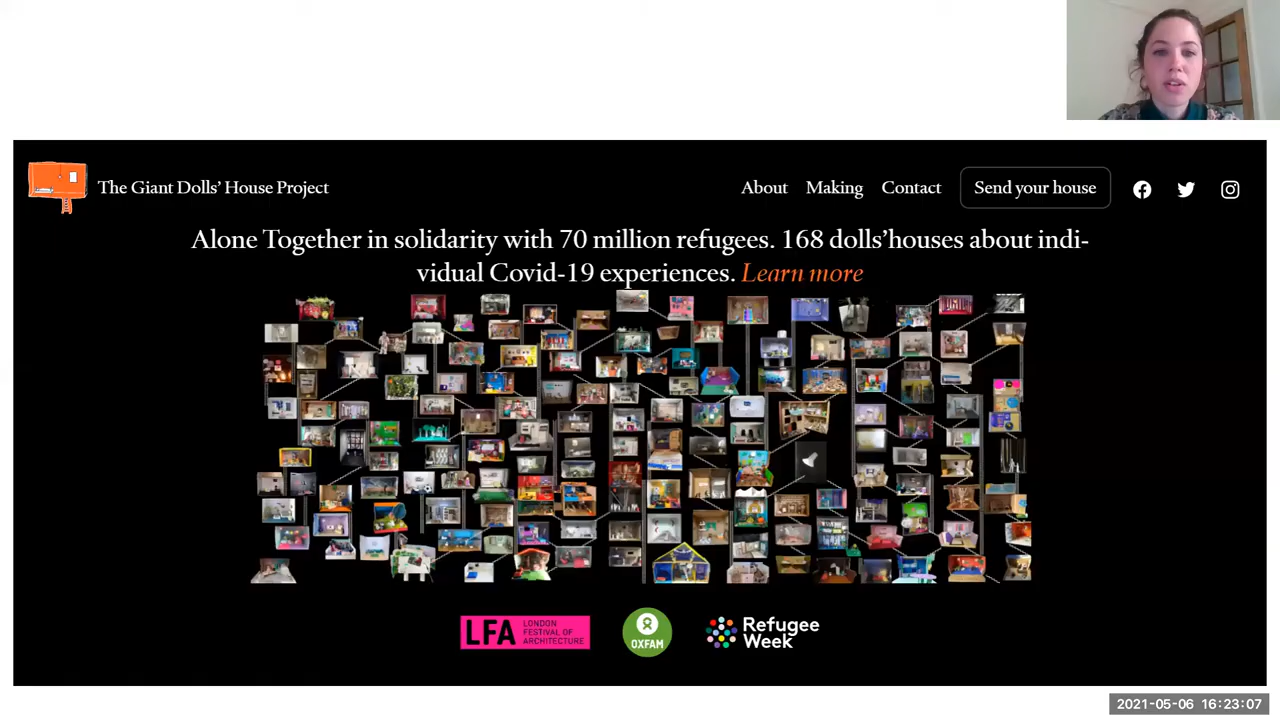 The Giant Dolls' House Project
About Making Contact Send your house
Alone Together in solidarity with 70 million refugees. 168 dolls'houses about indi-
vidual Covid-19 experiences. Learn more
LFA LONDON
FESTIVAL OF
ARCHITECTURE
OXFAM
Refugee
Week
2021-05-06 16:23:07